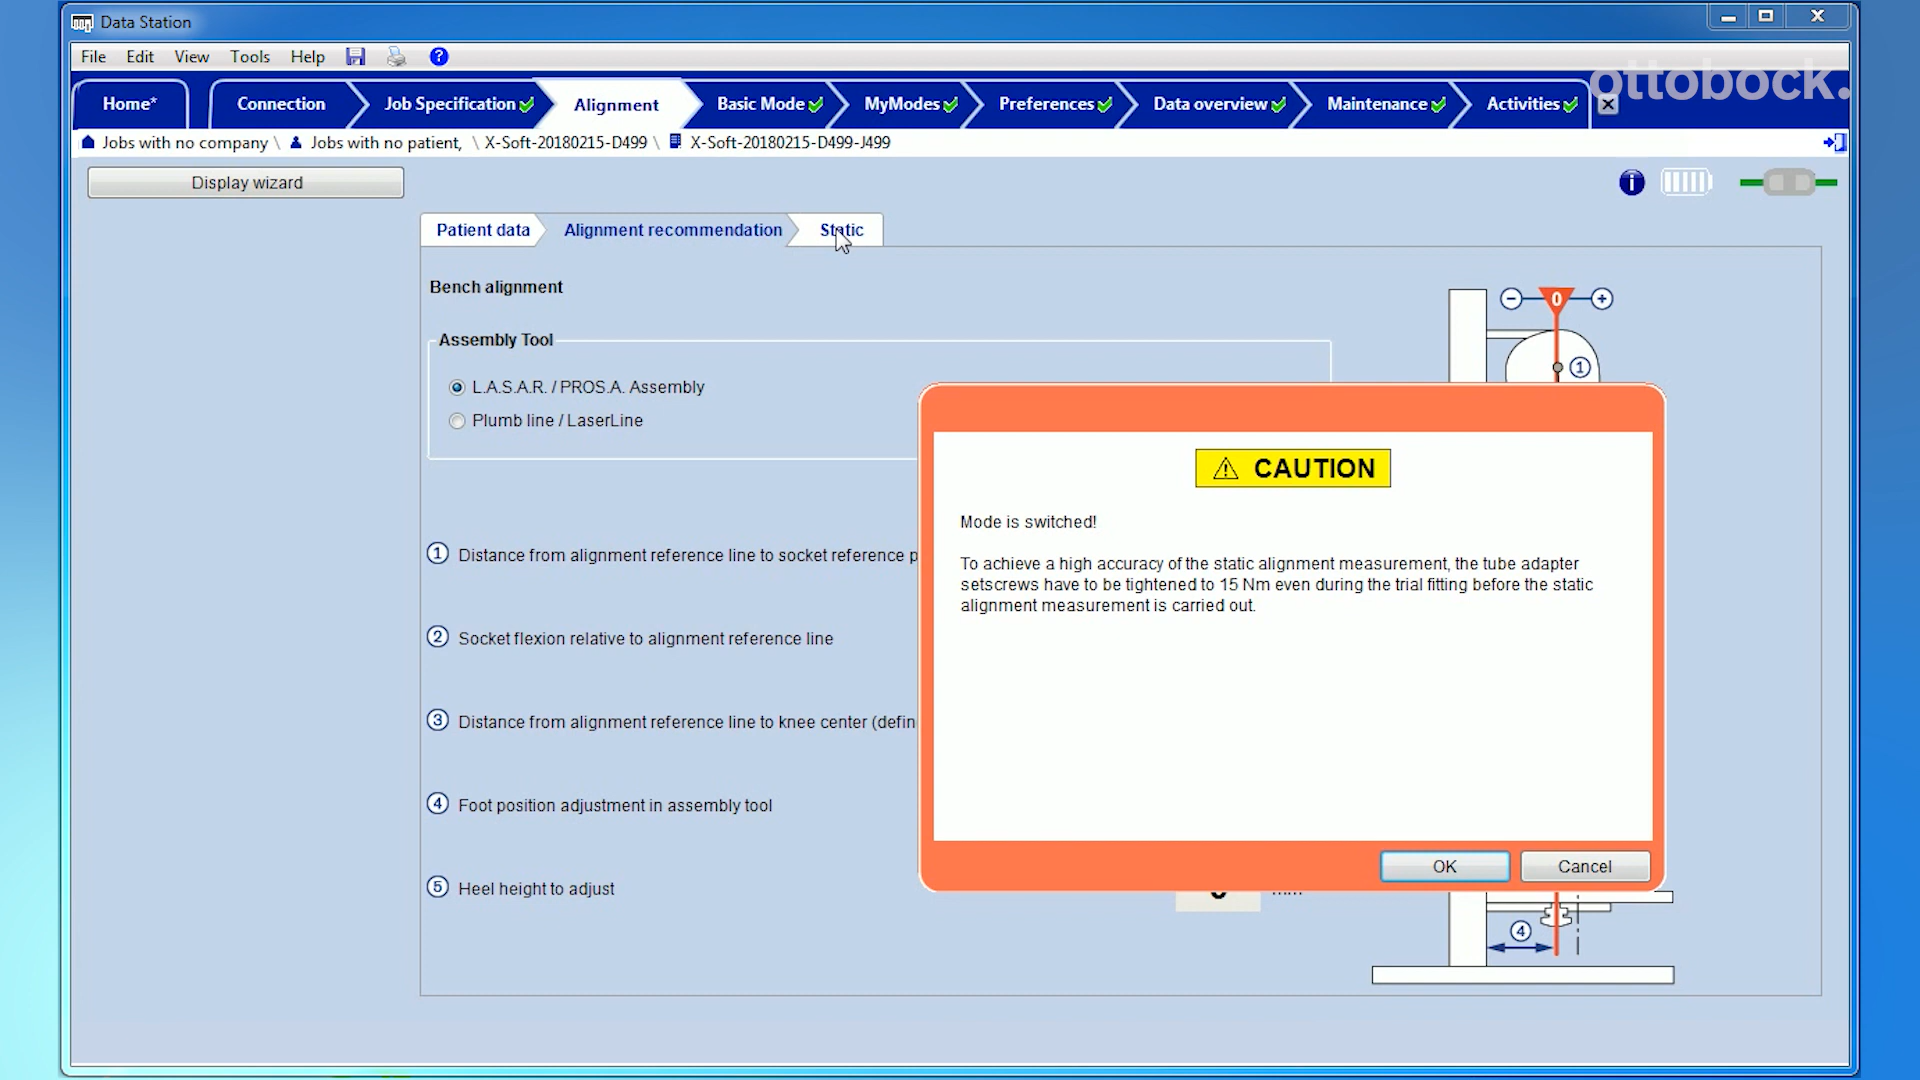 Data Station
File Edit View Tools Help ?
ottobock.
Home* Connection Job Specification Alignment Basic Mode MyModes Preferences Data overview Maintenance Activities
Jobs with no company \ Jobs with no patient, \ X-Soft-20180215-D499 \ X-Soft-20180215-D499-J499
Display wizard
i
Patient data Alignment recommendation Static
Bench alignment
Assembly Tool
L.A.S.A.R. / PROS.A. Assembly
Plumb line / LaserLine
− 0 +
1
CAUTION
Mode is switched!
To achieve a high accuracy of the static alignment measurement, the tube adapter
setscrews have to be tightened to 15 Nm even during the trial fitting before the static
alignment measurement is carried out.
OK Cancel
1 Distance from alignment reference line to socket reference p
2 Socket flexion relative to alignment reference line
3 Distance from alignment reference line to knee center (defin
4 Foot position adjustment in assembly tool
5 Heel height to adjust
mm
4